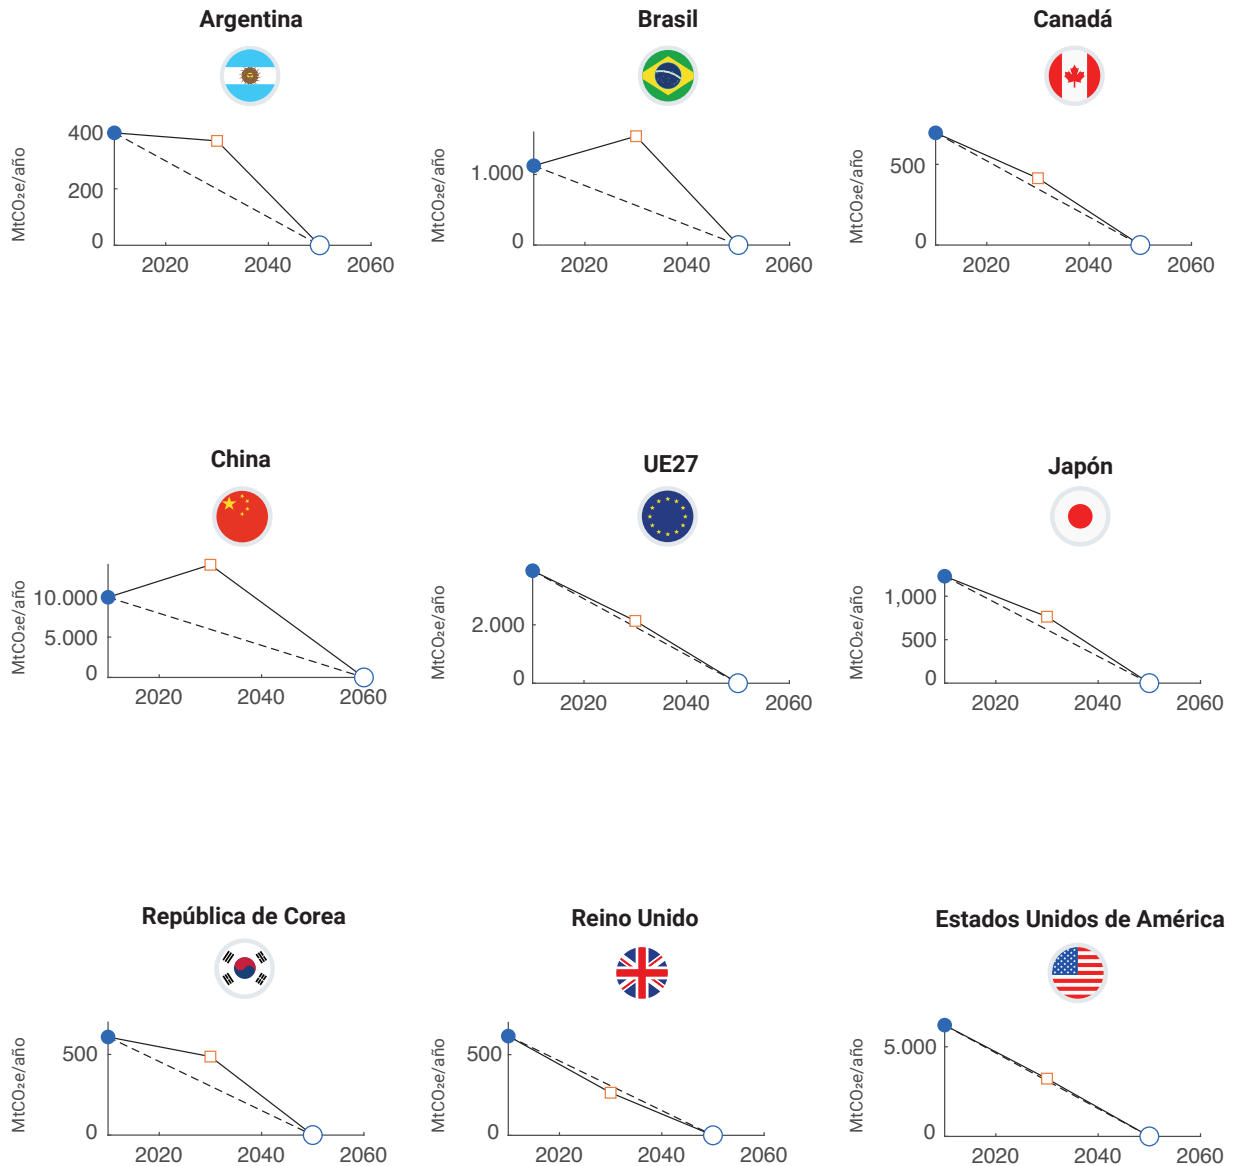 Argentina
MtCO₂e/año
400
200
0
2020 2040 2060
Brasil
MtCO₂e/año
1.000
0
2020 2040 2060
Canadá
MtCO₂e/año
500
0
2020 2040 2060
China
MtCO₂e/año
10.000
5.000
0
2020 2040 2060
UE27
MtCO₂e/año
2.000
0
2020 2040 2060
Japón
MtCO₂e/año
1,000
500
0
2020 2040 2060
República de Corea
MtCO₂e/año
500
0
2020 2040 2060
Reino Unido
MtCO₂e/año
500
0
2020 2040 2060
Estados Unidos de América
MtCO₂e/año
5.000
0
2020 2040 2060